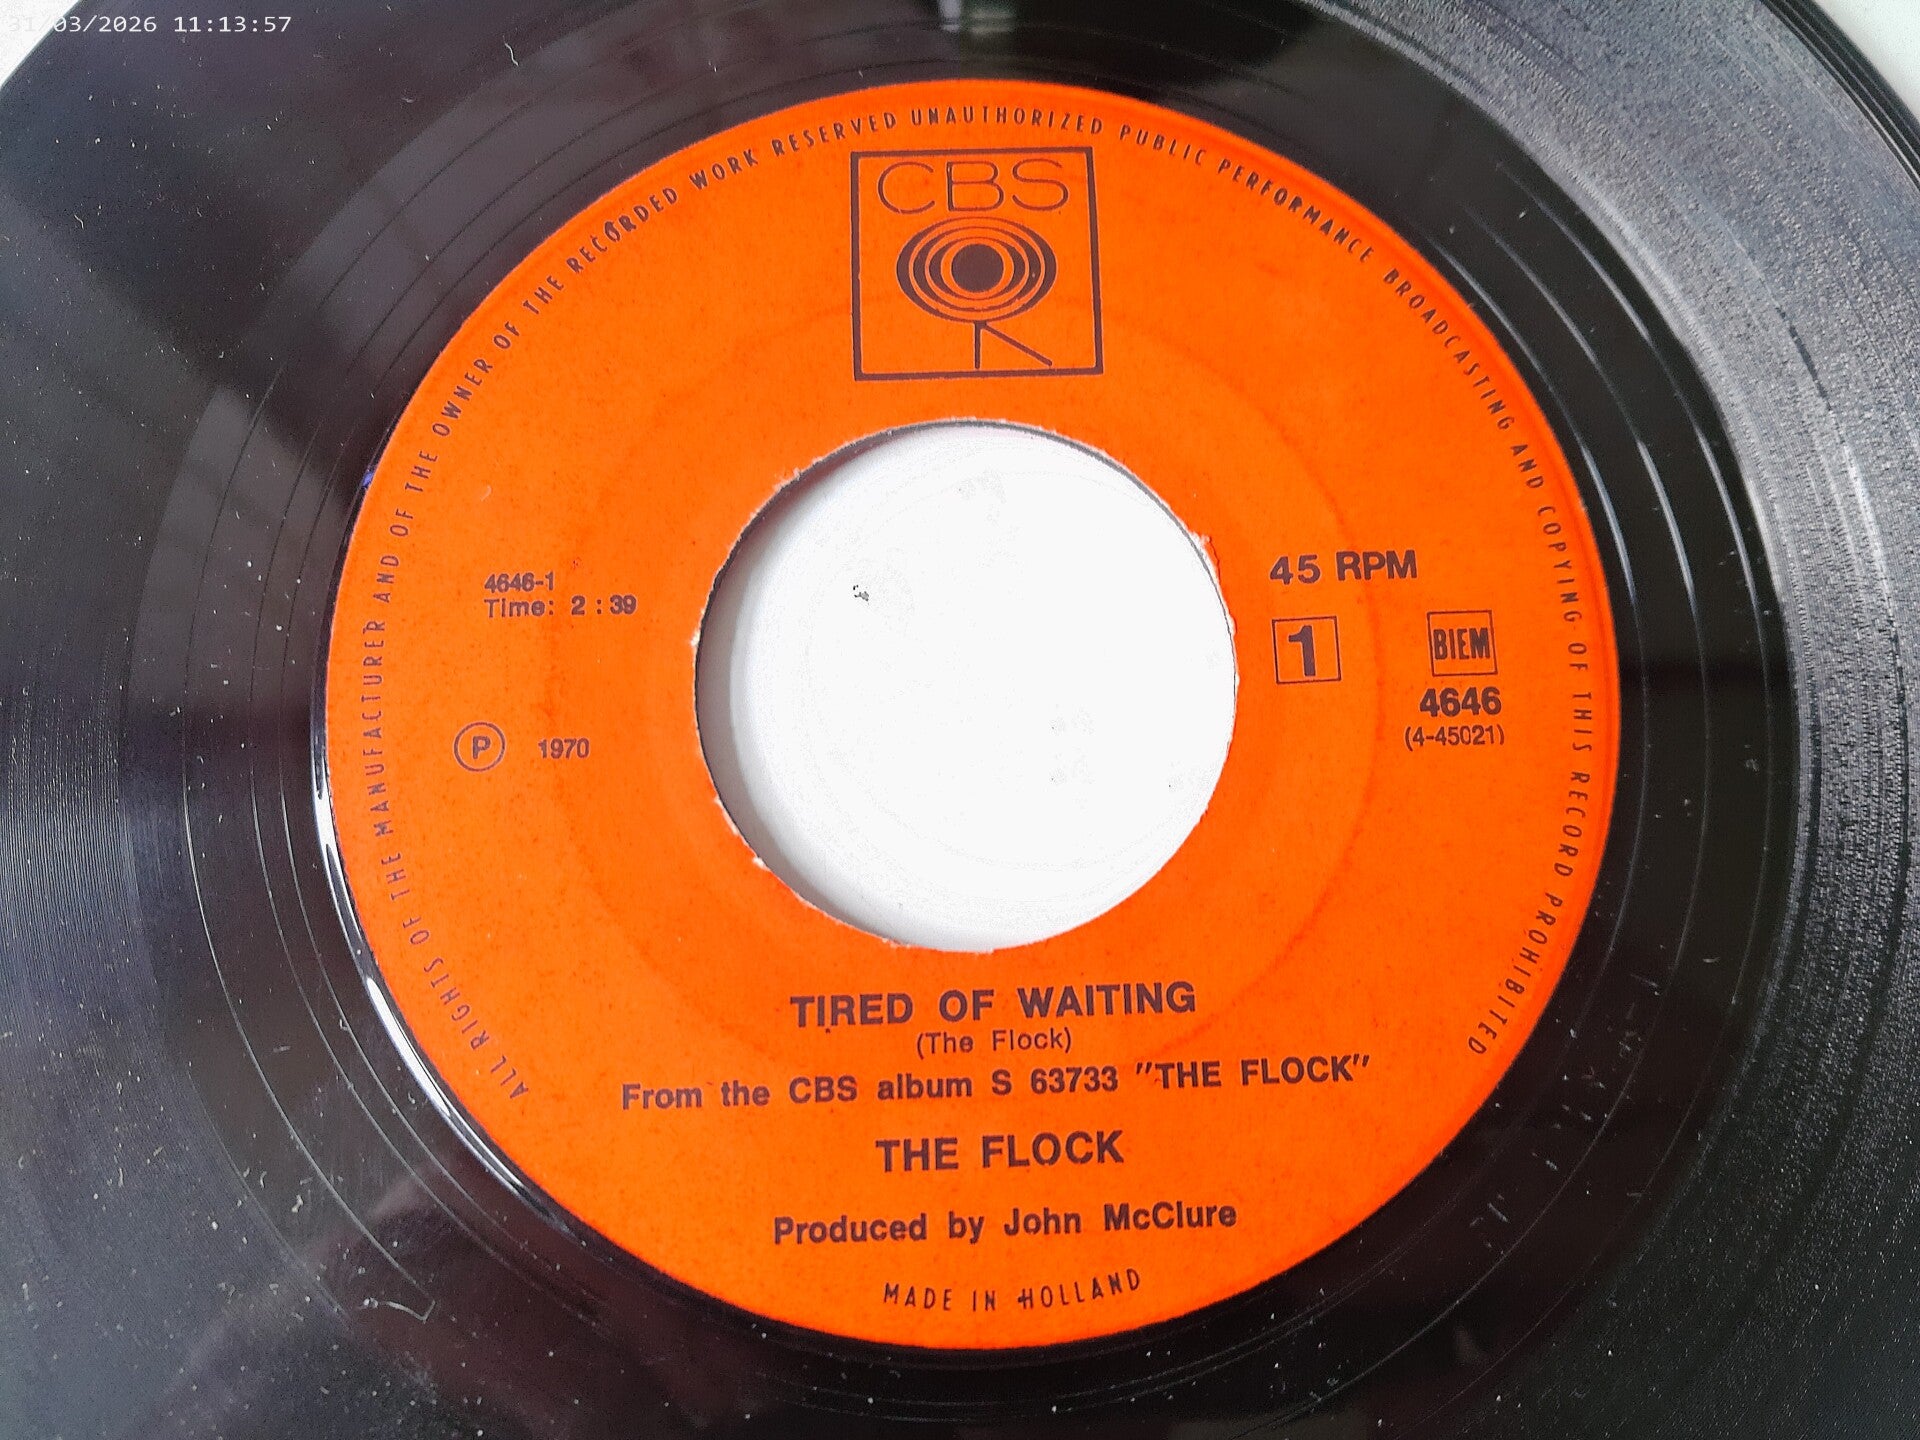 31/03/2026 11:13:57
ALL RIGHTS OF THE MANUFACTURER AND OF THE OWNER OF THE RECORDED WORK RESERVED UNAUTHORIZED PUBLIC PERFORMANCE BROADCASTING AND COPYING OF THIS RECORD PROHIBITED
CBS
45 RPM
4646-1
Time: 2 : 39
1
BIEM
4646
(4-45021)
P 1970
TIRED OF WAITING
(The Flock)
From the CBS album S 63733 "THE FLOCK"
THE FLOCK
Produced by John McClure
MADE IN HOLLAND